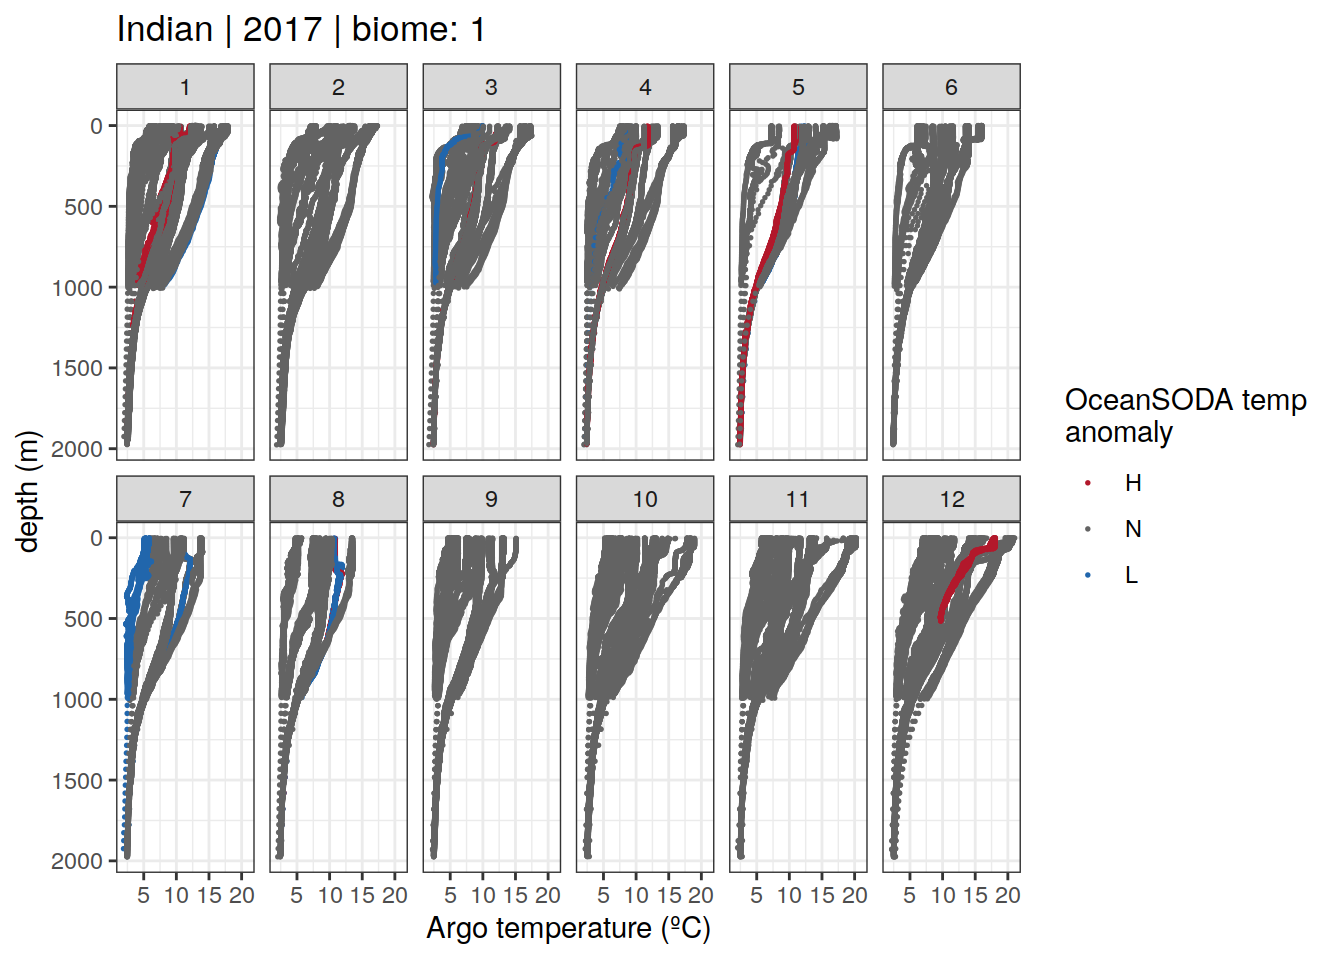 Indian | 2017 | biome: 1
1 2 3 4 5 6
0
500
1000
1500
2000
7 8 9 10 11 12
0
500
1000
1500
2000
5 10 15 20 5 10 15 20 5 10 15 20 5 10 15 20 5 10 15 20 5 10 15 20
Argo temperature (ºC)
depth (m)
OceanSODA temp
anomaly
H
N
L